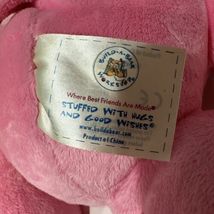 BUILD-A-BEAR
WORKSHOP
Where Best Friends Are Made®
STUFFED WITH HUGS
AND GOOD WISHES®
www.buildabear.com
Product of China